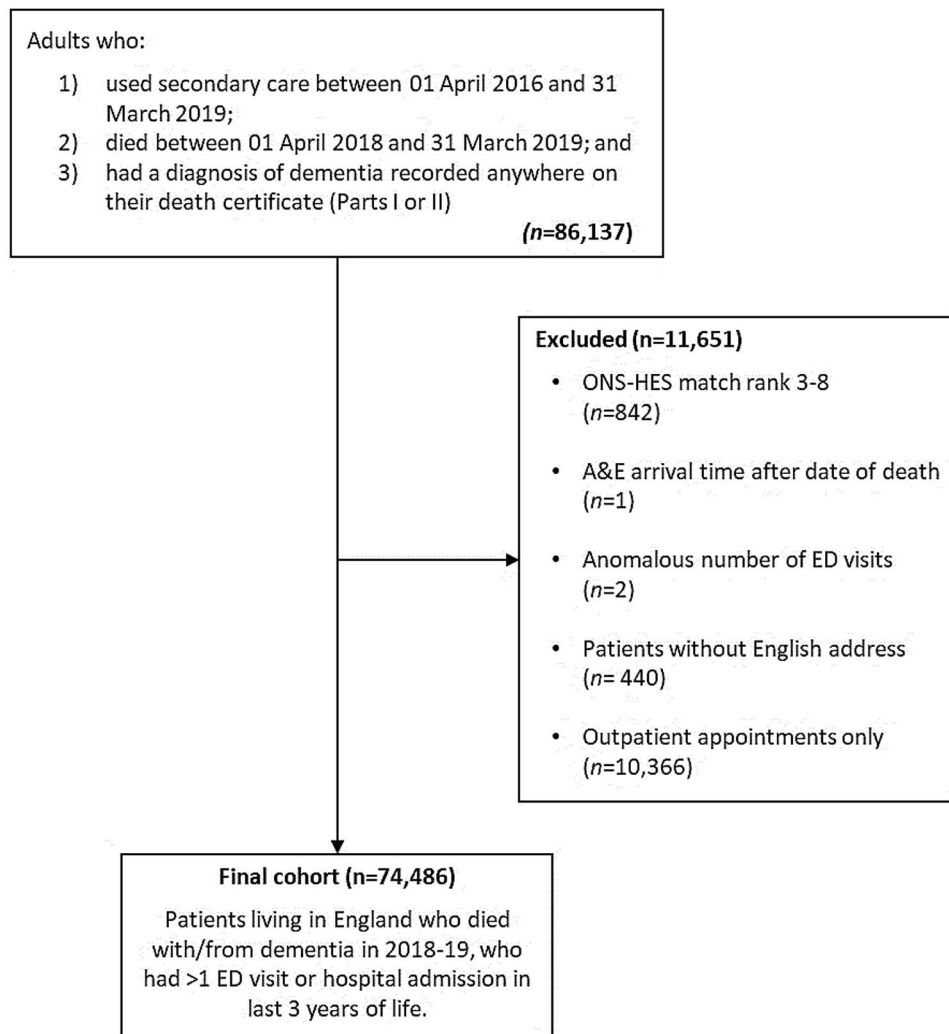 Adults who:
1) used secondary care between 01 April 2016 and 31
March 2019;
2) died between 01 April 2018 and 31 March 2019; and
3) had a diagnosis of dementia recorded anywhere on
their death certificate (Parts I or II)
(n=86,137)
Excluded (n=11,651)
• ONS-HES match rank 3-8
(n=842)
• A&E arrival time after date of death
(n=1)
• Anomalous number of ED visits
(n=2)
• Patients without English address
(n= 440)
• Outpatient appointments only
(n=10,366)
Final cohort (n=74,486)
Patients living in England who died
with/from dementia in 2018-19, who
had >1 ED visit or hospital admission in
last 3 years of life.